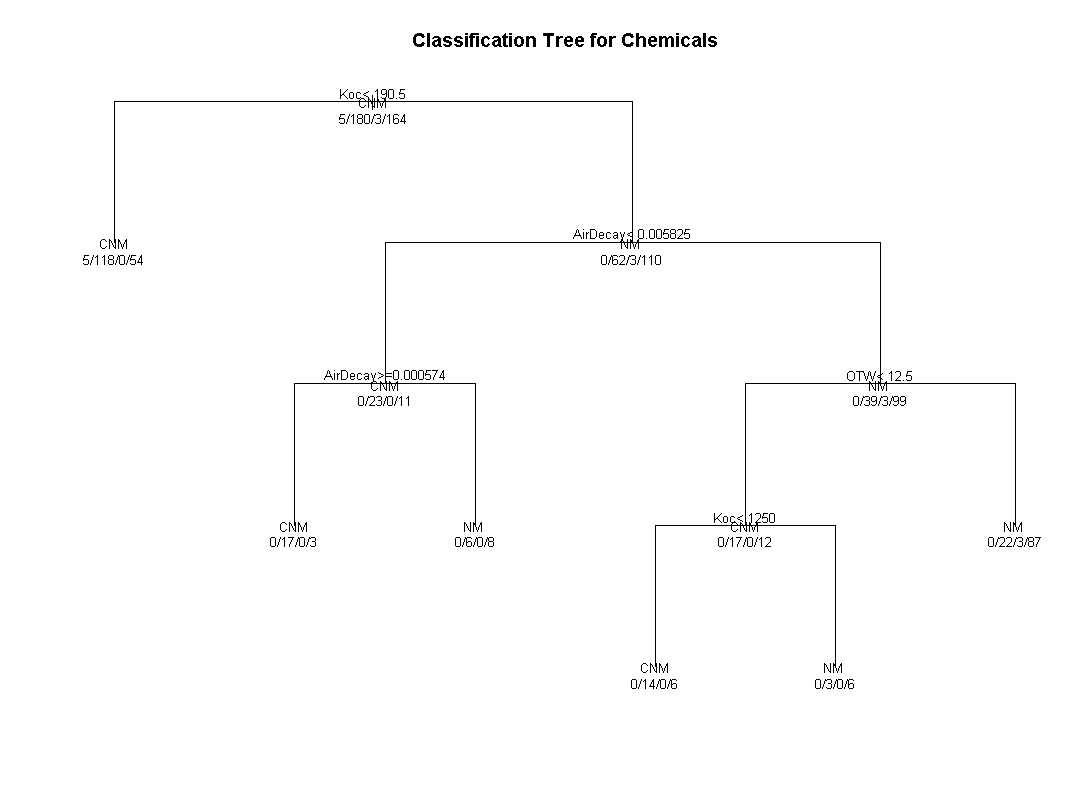 Classification Tree for Chemicals
Koc< 190.5
CNM
5/180/3/164
AirDecay< 0.005825
CNM
NM
5/118/0/54
0/62/3/110
AirDecay>=0.000574
OTW< 12.5
CNM
NM
0/23/0/11
0/39/3/99
Koc< 1250
CNM
NM
CNM
NM
0/17/0/3
0/6/0/8
0/17/0/12
0/22/3/87
CNM
NM
0/14/0/6
0/3/0/6